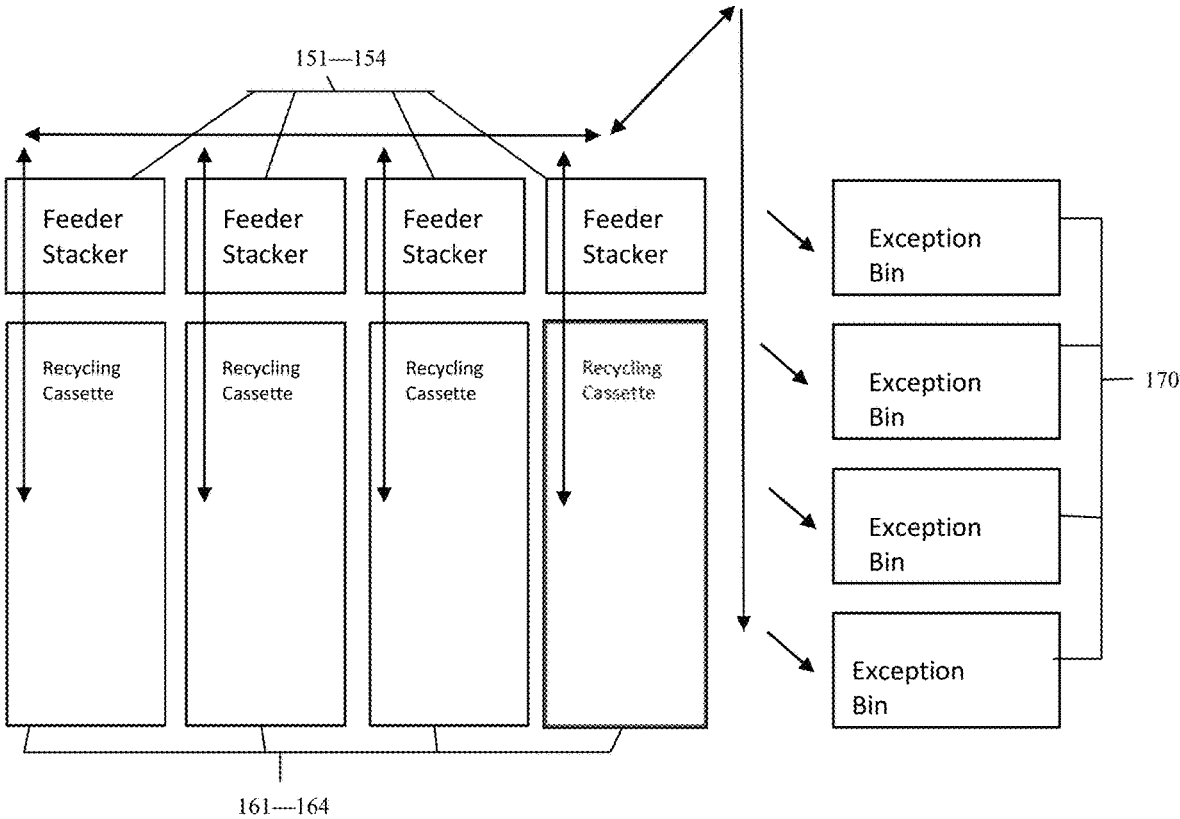 151—154
Feeder
Stacker
Feeder
Stacker
Feeder
Stacker
Feeder
Stacker
Recycling
Cassette
Recycling
Cassette
Recycling
Cassette
Recycling
Cassette
Exception
Bin
Exception
Bin
170
Exception
Bin
Exception
Bin
161—164